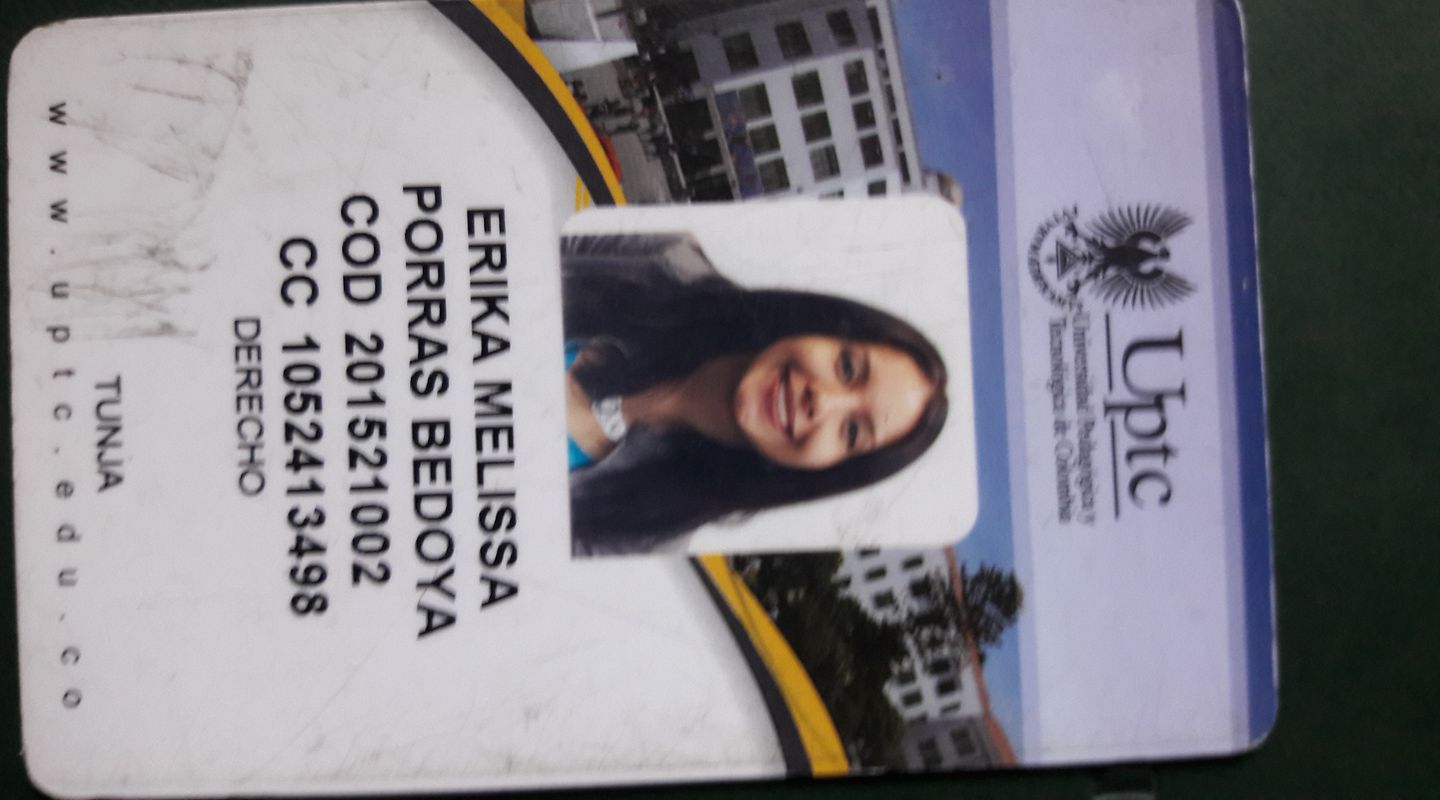 Uptc
Universidad Pedagógica y
Tecnológica de Colombia
ERIKA MELISSA
PORRAS BEDOYA
COD 201521002
CC 1052413498
DERECHO
TUNJA
www.uptc.edu.co